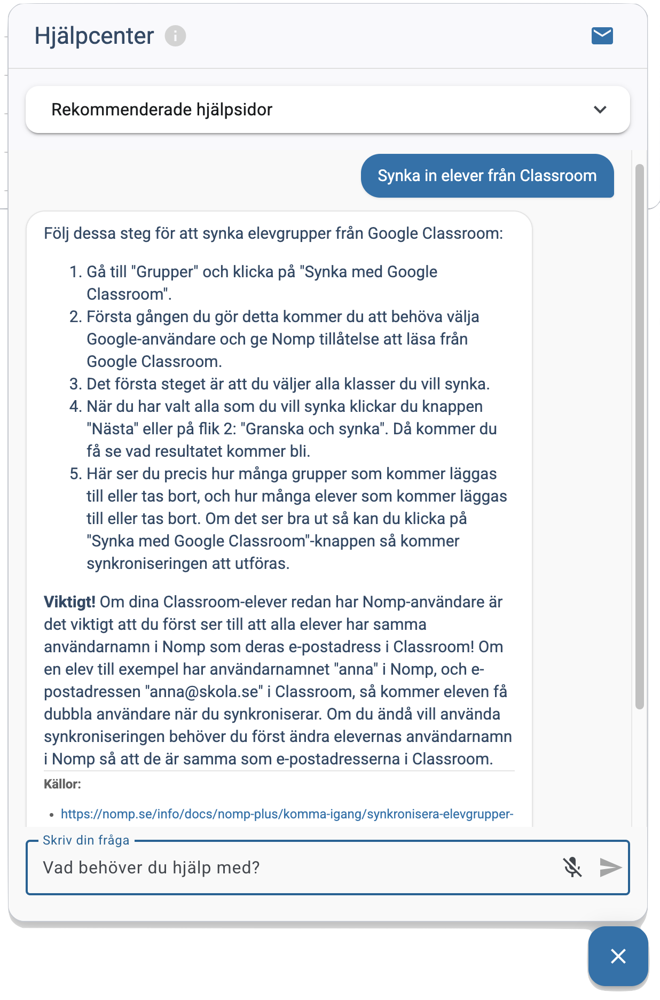 Hjälpcenter
Rekommenderade hjälpsidor
Synka in elever från Classroom
Följ dessa steg för att synka elevgrupper från Google Classroom:
1. Gå till "Grupper" och klicka på "Synka med Google
Classroom".
2. Första gången du gör detta kommer du att behöva välja
Google-användare och ge Nomp tillåtelse att läsa från
Google Classroom.
3. Det första steget är att du väljer alla klasser du vill synka.
4. När du har valt alla som du vill synka klickar du knappen
"Nästa" eller på flik 2: "Granska och synka". Då kommer du
få se vad resultatet kommer bli.
5. Här ser du precis hur många grupper som kommer läggas
till eller tas bort, och hur många elever som kommer läggas
till eller tas bort. Om det ser bra ut så kan du klicka på
"Synka med Google Classroom"-knappen så kommer
synkroniseringen att utföras.
Viktigt! Om dina Classroom-elever redan har Nomp-användare är
det viktigt att du först ser till att alla elever har samma
användarnamn i Nomp som deras e-postadress i Classroom! Om
en elev till exempel har användarnamnet "anna" i Nomp, och e-
postadressen "anna@skola.se" i Classroom, så kommer eleven få
dubbla användare när du synkroniserar. Om du ändå vill använda
synkroniseringen behöver du först ändra elevernas användarnamn
i Nomp så att de är samma som e-postadresserna i Classroom.
Källor:
• https://nomp.se/info/docs/nomp-plus/komma-igang/synkronisera-elevgrupper-
Skriv din fråga
Vad behöver du hjälp med?